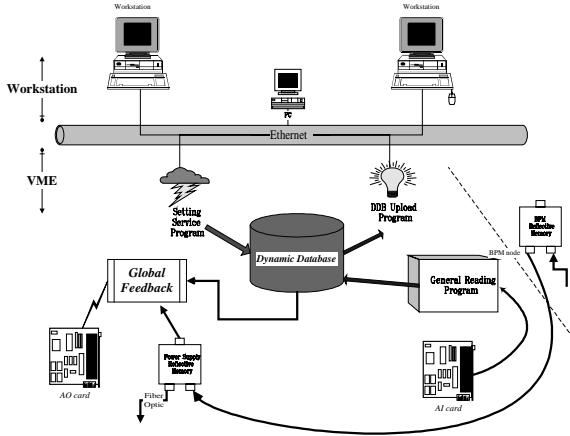 Workstation
Workstation
Workstation
PC
Ethernet
VME
Setting
Service
Program
DDB Upload
Program
BPM
Reflective
Memory
Dynamic Database
BPM node
Global
Feedback
General Reading
Program
Power Supply
Reflective
Memory
AO card
Fiber
Optic
AI card